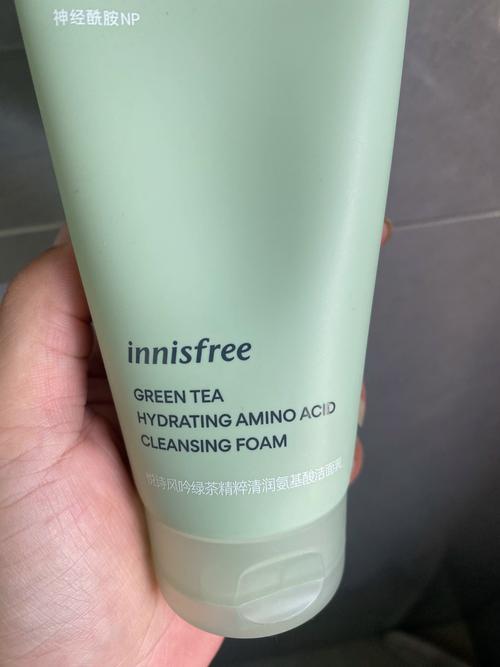 神经酰胺NP
innisfree
GREEN TEA
HYDRATING AMINO ACID
CLEANSING FOAM
悦诗风吟绿茶精粹清润氨基酸洁面乳